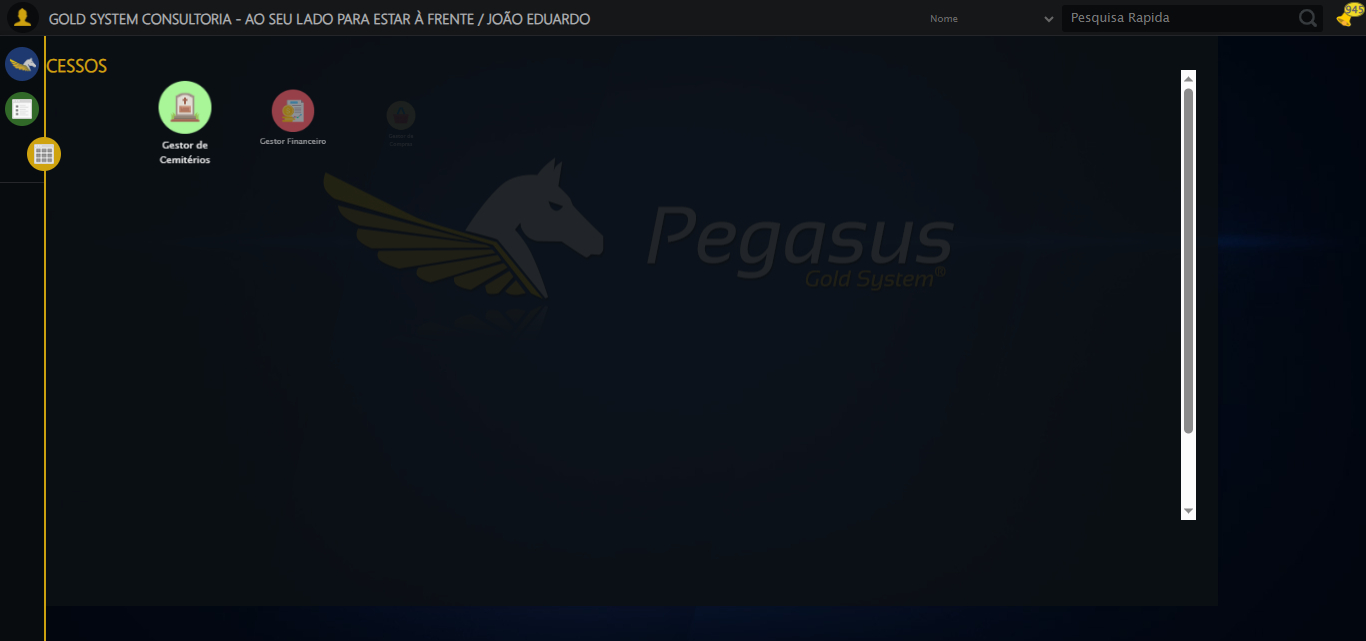 GOLD SYSTEM CONSULTORIA - AO SEU LADO PARA ESTAR À FRENTE / JOÃO EDUARDO
Nome
Pesquisa Rapida
945
CESSOS
Gestor de
Cemitérios
Gestor Financeiro
Pegasus
Gold System®